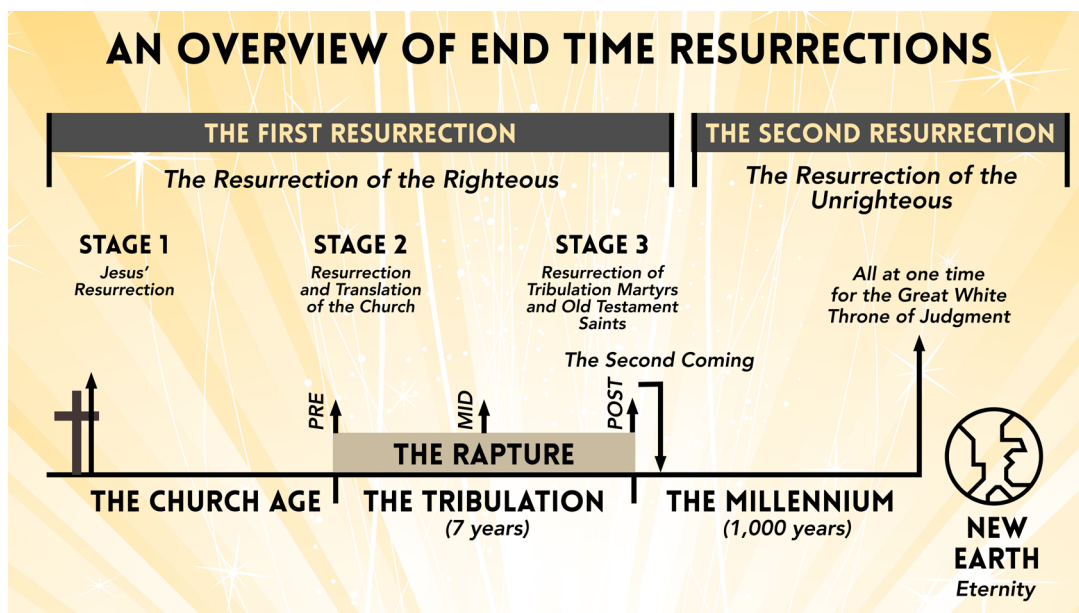 AN OVERVIEW OF END TIME RESURRECTIONS
THE FIRST RESURRECTION
The Resurrection of the Righteous
THE SECOND RESURRECTION
The Resurrection of the
Unrighteous
STAGE 1
Jesus'
Resurrection
STAGE 2
Resurrection
and Translation
of the Church
STAGE 3
Resurrection of
Tribulation Martyrs
and Old Testament
Saints
All at one time
for the Great White
Throne of Judgment
The Second Coming
PRE
MID
POST
THE RAPTURE
THE CHURCH AGE
THE TRIBULATION
(7 years)
THE MILLENNIUM
(1,000 years)
NEW
EARTH
Eternity